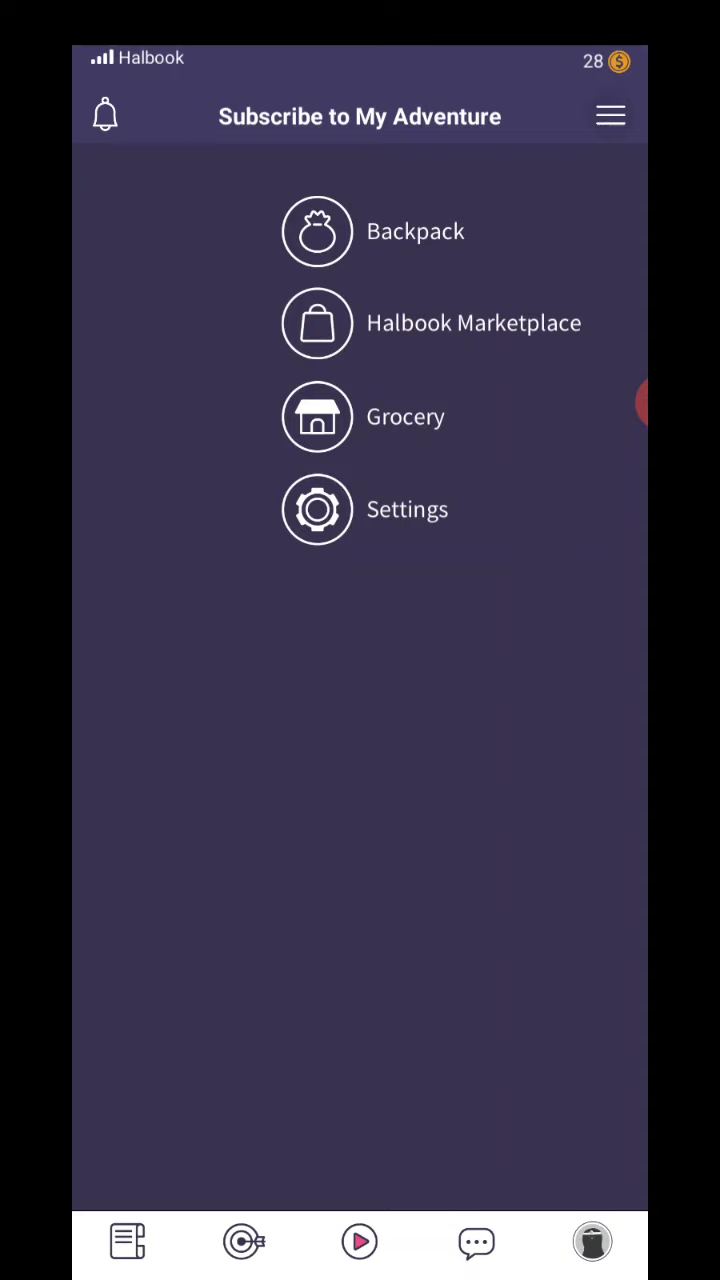 Halbook
28
Subscribe to My Adventure
Backpack
Halbook Marketplace
Grocery
Settings